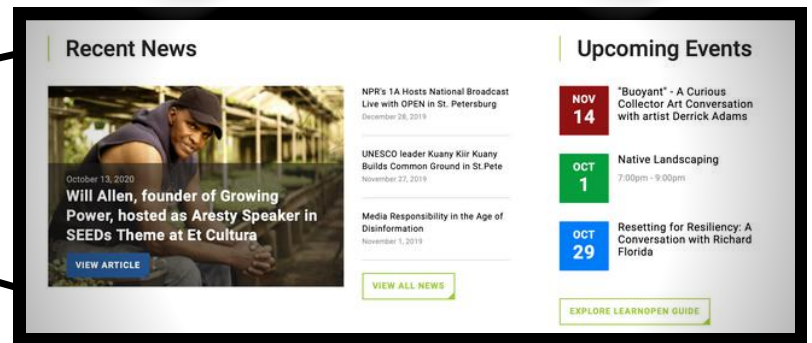 Recent News
October 13, 2020
Will Allen, founder of Growing
Power, hosted as Aresty Speaker in
SEEDs Theme at Et Cultura
VIEW ARTICLE
NPR's 1A Hosts National Broadcast
Live with OPEN in St. Petersburg
December 28, 2019
UNESCO leader Kuany Kiir Kuany
Builds Common Ground in St.Pete
November 27, 2019
Media Responsibility in the Age of
Disinformation
November 1, 2019
VIEW ALL NEWS
Upcoming Events
NOV
14
"Buoyant" - A Curious
Collector Art Conversation
with artist Derrick Adams
OCT
1
Native Landscaping
7:00pm - 9:00pm
OCT
29
Resetting for Resiliency: A
Conversation with Richard
Florida
EXPLORE LEARNOPEN GUIDE